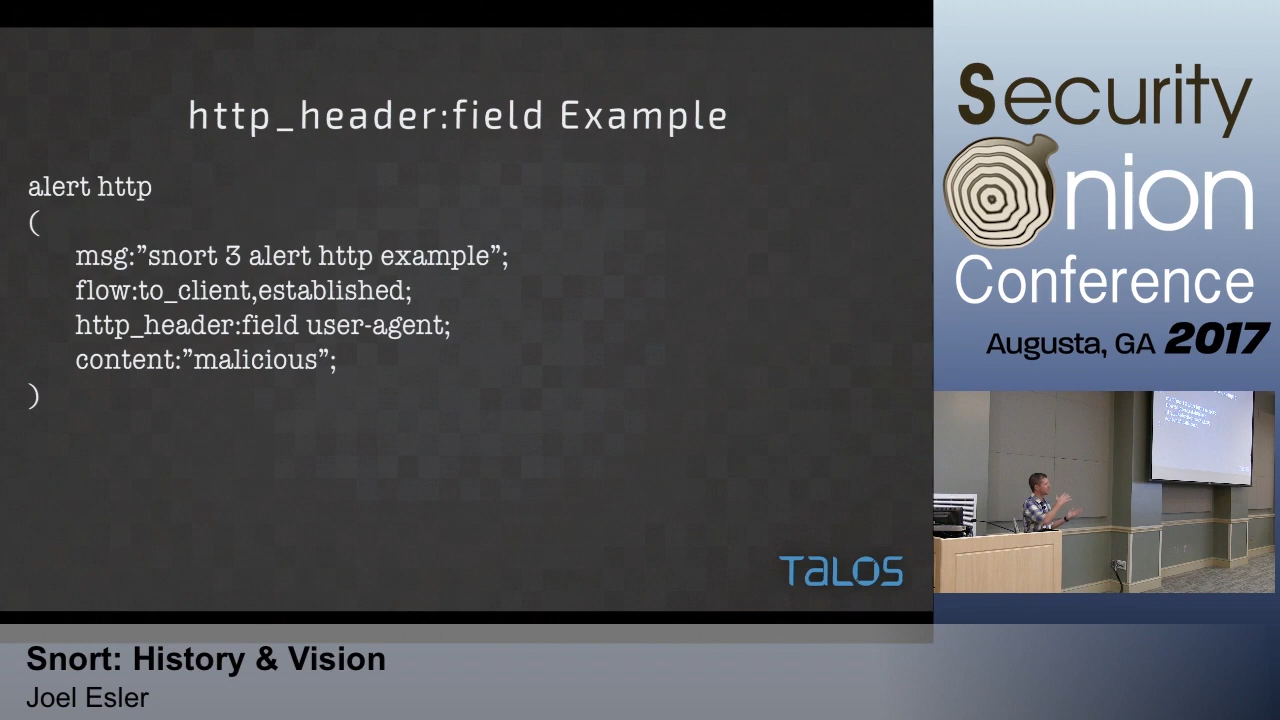 http_header:field Example
alert http
(
msg:”snort 3 alert http example”;
flow:to_client,established;
http_header:field user-agent;
content:”malicious”;
)
TALOS
Security
Onion
Conference
Augusta, GA 2017
Snort: History & Vision
Joel Esler